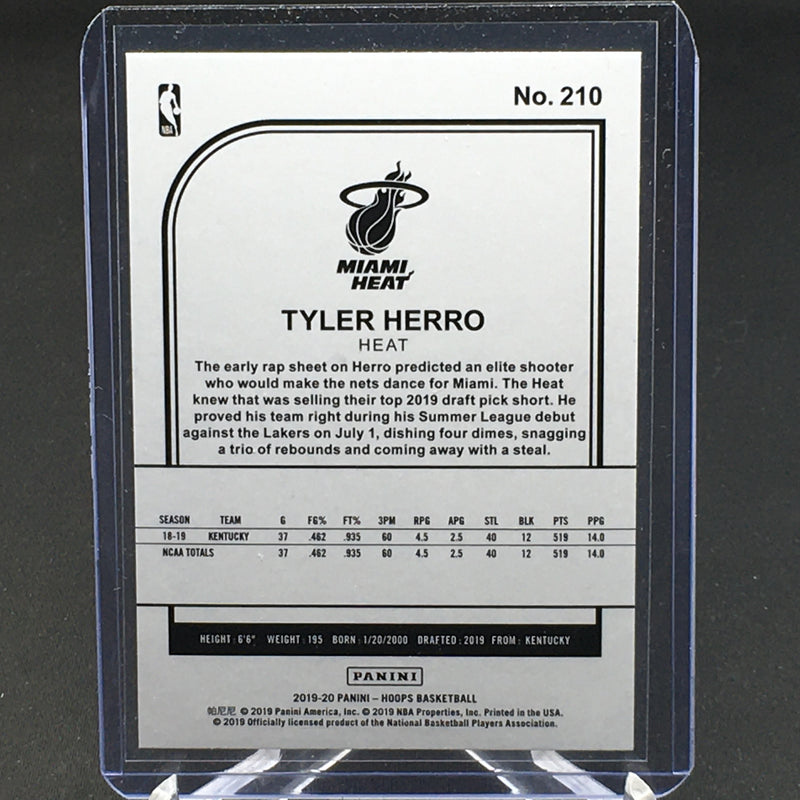 No. 210
NBA
MIAMI
HEAT
TYLER HERRO
HEAT
The early rap sheet on Herro predicted an elite shooter
who would make the nets dance for Miami. The Heat
knew that was selling their top 2019 draft pick short. He
proved his team right during his Summer League debut
against the Lakers on July 1, dishing four dimes, snagging
a trio of rebounds and coming away with a steal.
SEASON TEAM G FG% FT% 3PM RPG APG STL BLK PTS PPG
18-19 KENTUCKY 37 .462 .935 60 4.5 2.5 40 12 519 14.0
NCAA TOTALS 37 .462 .935 60 4.5 2.5 40 12 519 14.0
HEIGHT: 6'6" WEIGHT: 195 BORN: 1/20/2000 DRAFTED: 2019 FROM: KENTUCKY
PANINI
2019-20 PANINI – HOOPS BASKETBALL
帕尼尼 © 2019 Panini America, Inc. © 2019 NBA Properties, Inc. Printed in the USA.
© 2019 Officially licensed product of the National Basketball Players Association.